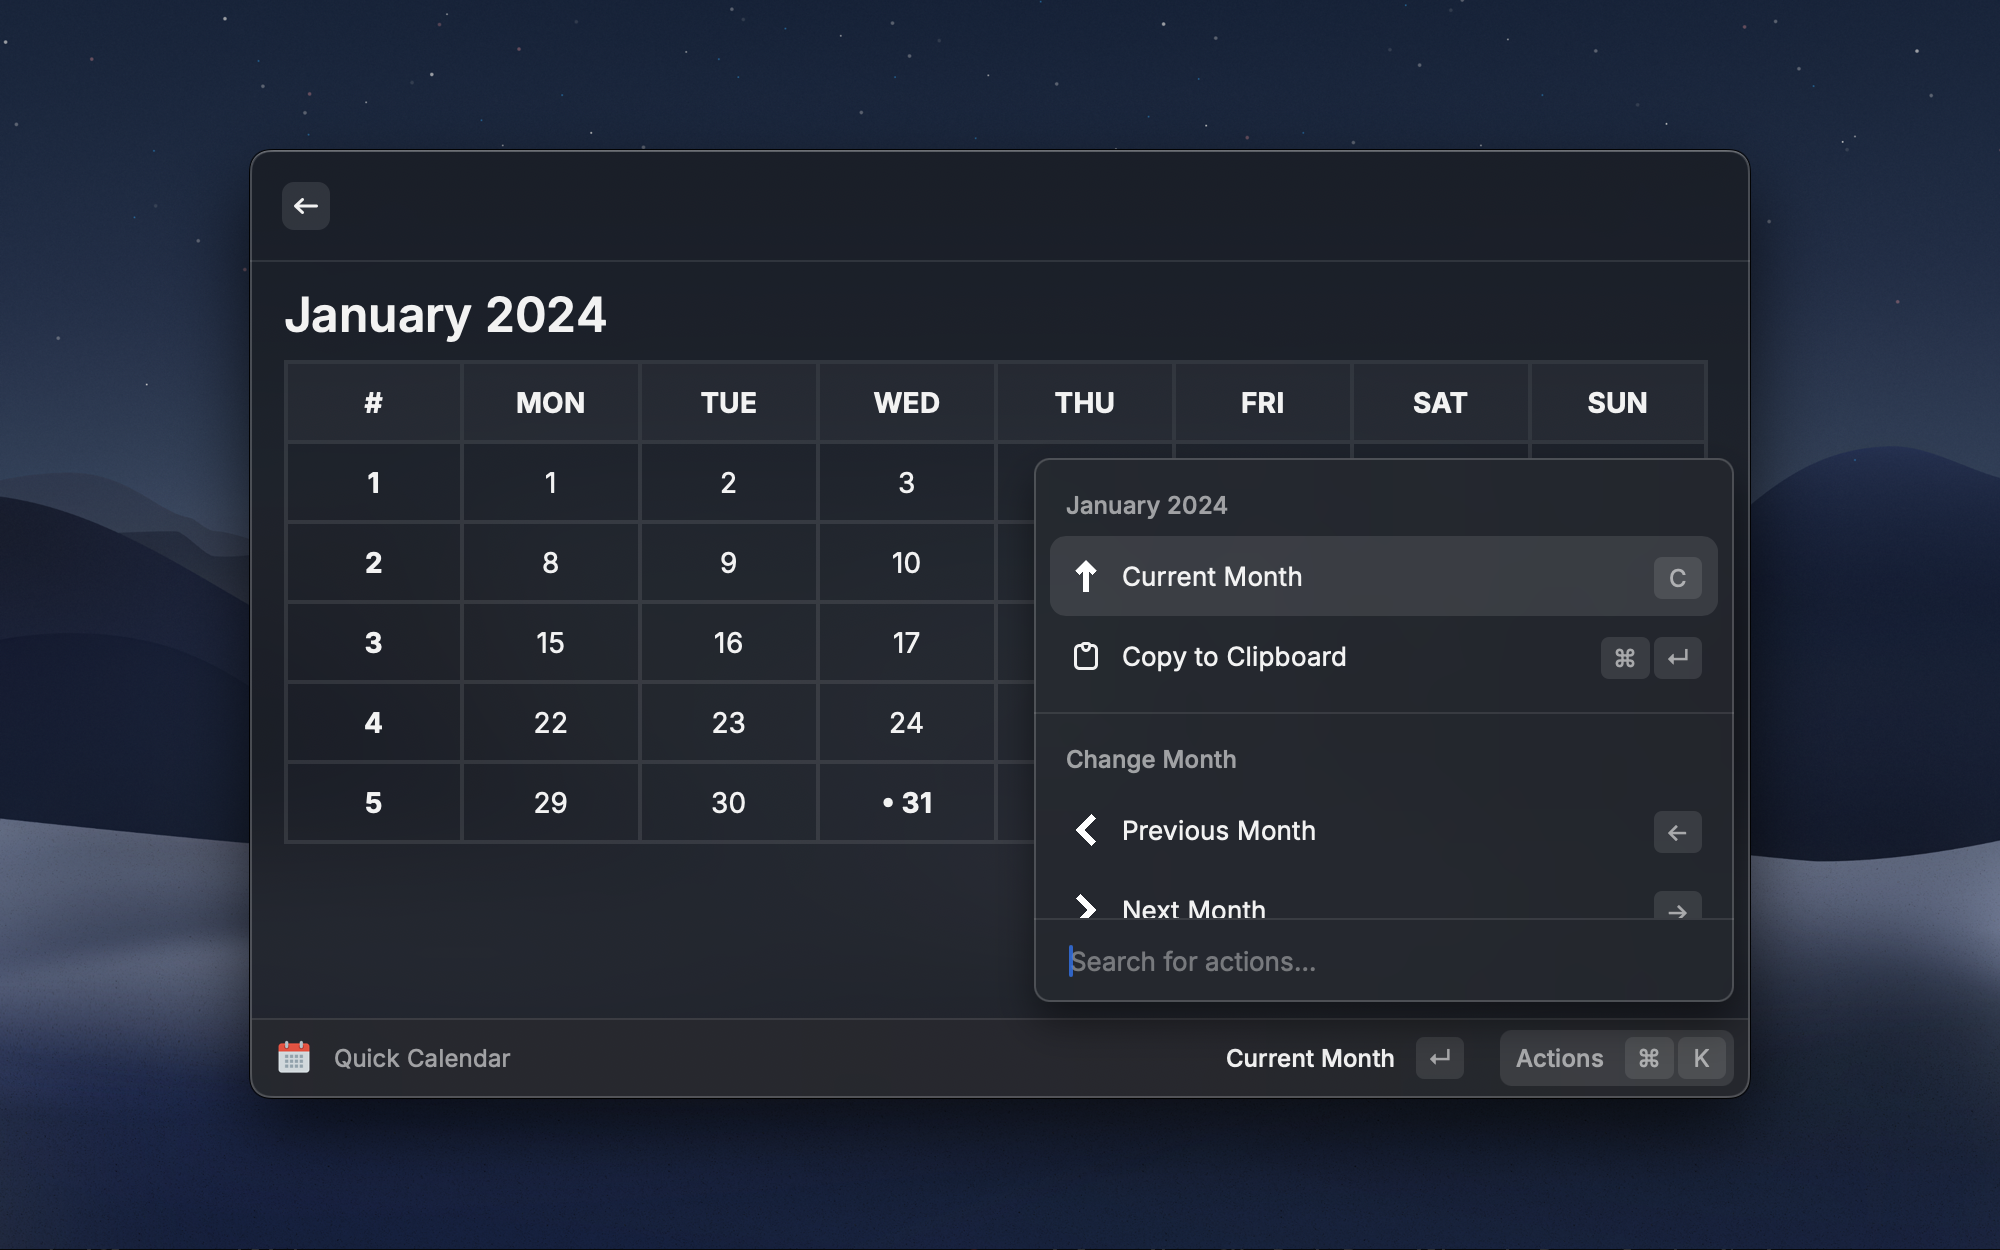 January 2024
# MON TUE WED THU FRI SAT SUN
1 1 2 3
2 8 9 10
3 15 16 17
4 22 23 24
5 29 30 • 31
January 2024
Current Month C
Copy to Clipboard ⌘ ↵
Change Month
Previous Month ←
Next Month →
Search for actions...
Quick Calendar
Current Month ↵ Actions ⌘ K